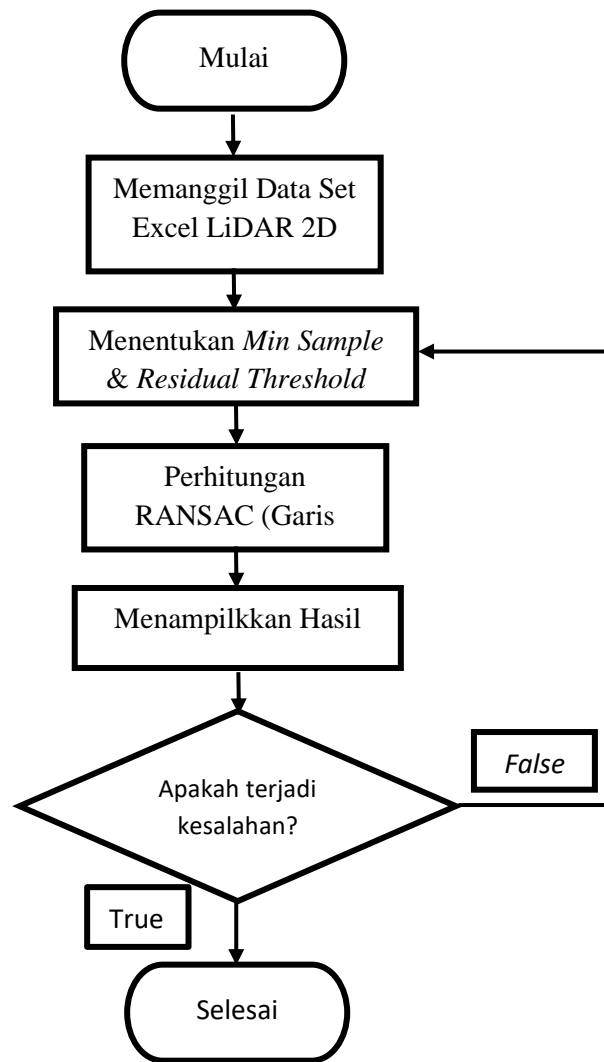 Mulai
Memanggil Data Set
Excel LiDAR 2D
Menentukan Min Sample
& Residual Threshold
Perhitungan
RANSAC (Garis
Menampilkkan Hasil
Apakah terjadi
kesalahan?
False
True
Selesai